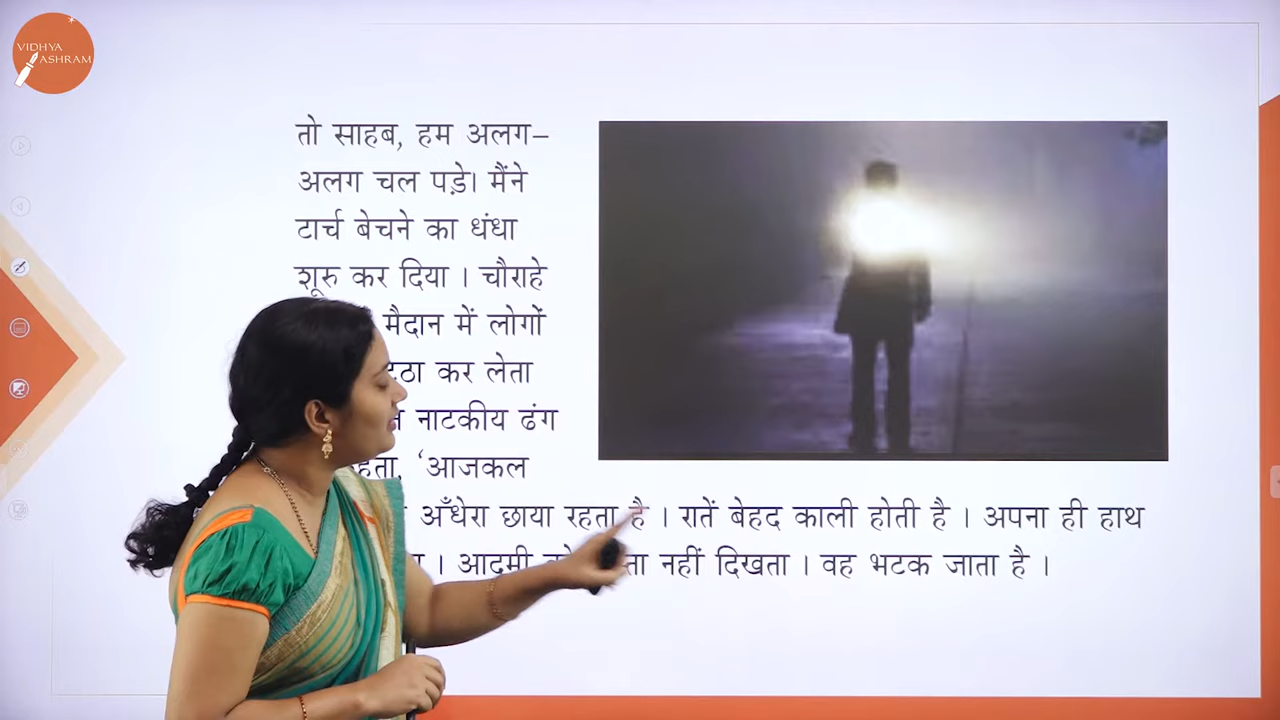 VIDHYA
ASHRAM
तो साहब, हम अलग–
अलग चल पड़े। मैंने
टार्च बेचने का धंधा
शूरु कर दिया । चौराहे
मैदान में लोगों
कर लेता
नाटकीय ढंग
‘आजकल
अँधेरा छाया रहता है । रातें बेहद काली होती है । अपना ही हाथ
। आदमी नहीं दिखता । वह भटक जाता है ।